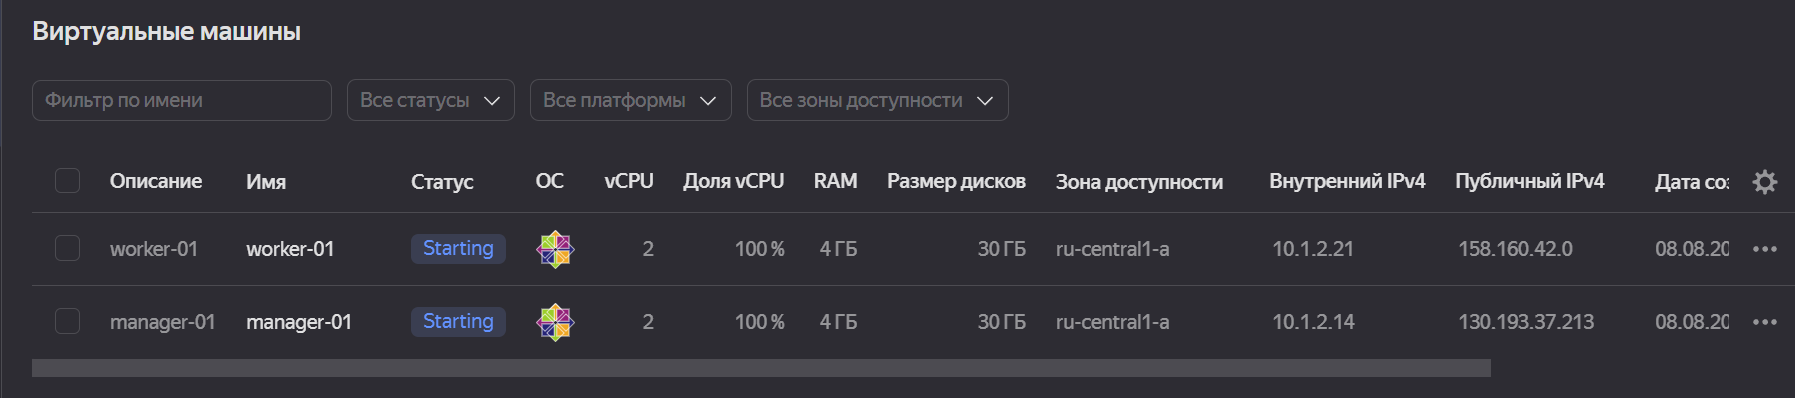 Виртуальные машины
Фильтр по имени Все статусы Все платформы Все зоны доступности
Описание Имя Статус ОС vCPU Доля vCPU RAM Размер дисков Зона доступности Внутренний IPv4 Публичный IPv4 Дата соз
worker-01 worker-01 Starting 2 100 % 4 ГБ 30 ГБ ru-central1-a 10.1.2.21 158.160.42.0 08.08.20
manager-01 manager-01 Starting 2 100 % 4 ГБ 30 ГБ ru-central1-a 10.1.2.14 130.193.37.213 08.08.20